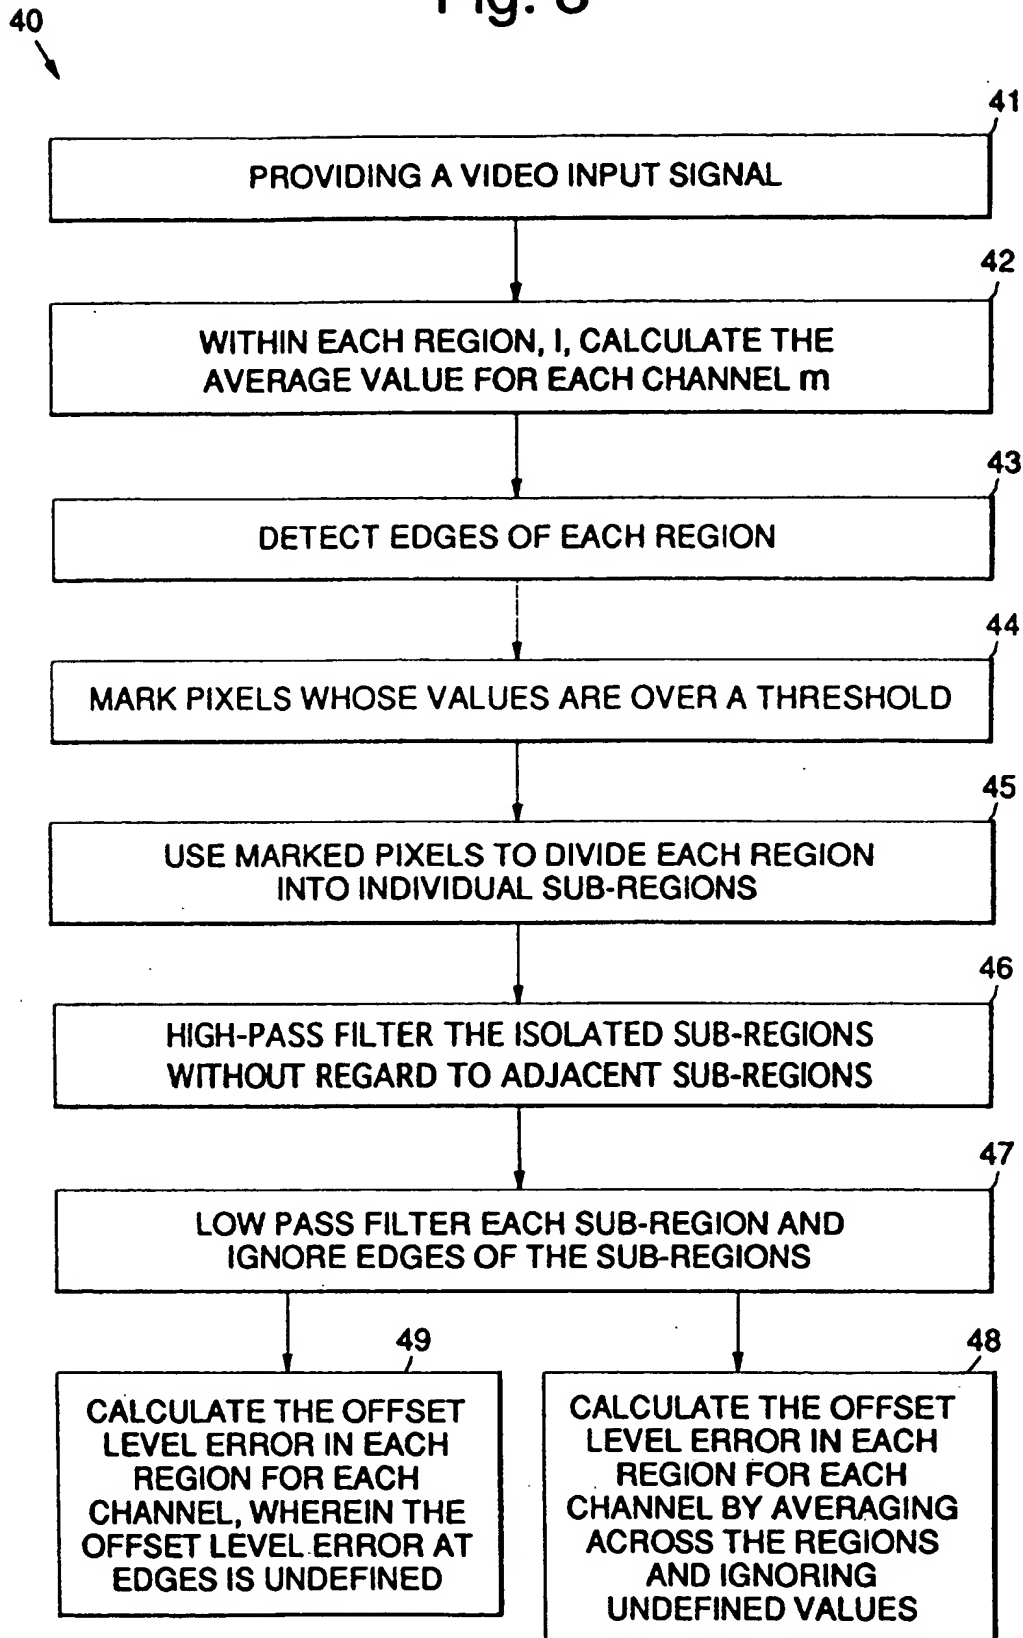 Fig.
40
41
PROVIDING A VIDEO INPUT SIGNAL
42
WITHIN EACH REGION, I, CALCULATE THE
AVERAGE VALUE FOR EACH CHANNEL m
43
DETECT EDGES OF EACH REGION
44
MARK PIXELS WHOSE VALUES ARE OVER A THRESHOLD
45
USE MARKED PIXELS TO DIVIDE EACH REGION
INTO INDIVIDUAL SUB-REGIONS
46
HIGH-PASS FILTER THE ISOLATED SUB-REGIONS
WITHOUT REGARD TO ADJACENT SUB-REGIONS
47
LOW PASS FILTER EACH SUB-REGION AND
IGNORE EDGES OF THE SUB-REGIONS
49
CALCULATE THE OFFSET
LEVEL ERROR IN EACH
REGION FOR EACH
CHANNEL, WHEREIN THE
OFFSET LEVEL ERROR AT
EDGES IS UNDEFINED
48
CALCULATE THE OFFSET
LEVEL ERROR IN EACH
REGION FOR EACH
CHANNEL BY AVERAGING
ACROSS THE REGIONS
AND IGNORING
UNDEFINED VALUES